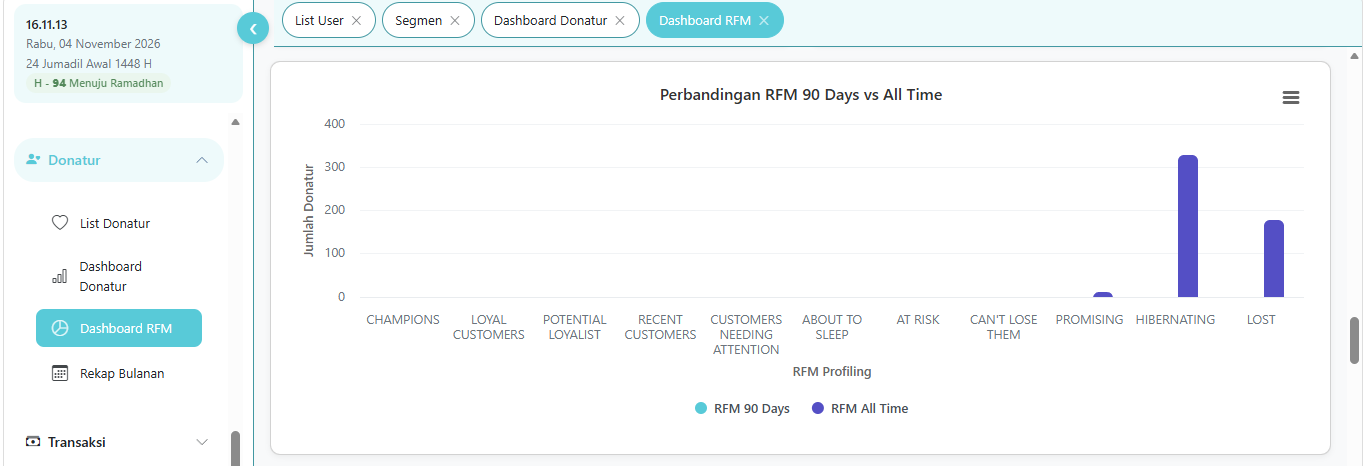 16.11.13
Rabu, 04 November 2026
24 Jumadil Awal 1448 H
H - 94 Menuju Ramadhan
Donatur
List Donatur
Dashboard
Donatur
Dashboard RFM
Rekap Bulanan
Transaksi
List User
Segmen
Dashboard Donatur
Dashboard RFM
Perbandingan RFM 90 Days vs All Time
Jumlah Donatur
400
300
200
100
0
CHAMPIONS
LOYAL
CUSTOMERS
POTENTIAL
LOYALIST
RECENT
CUSTOMERS
CUSTOMERS
NEEDING
ATTENTION
ABOUT TO
SLEEP
AT RISK
CAN'T LOSE
THEM
PROMISING
HIBERNATING
LOST
RFM Profiling
RFM 90 Days
RFM All Time